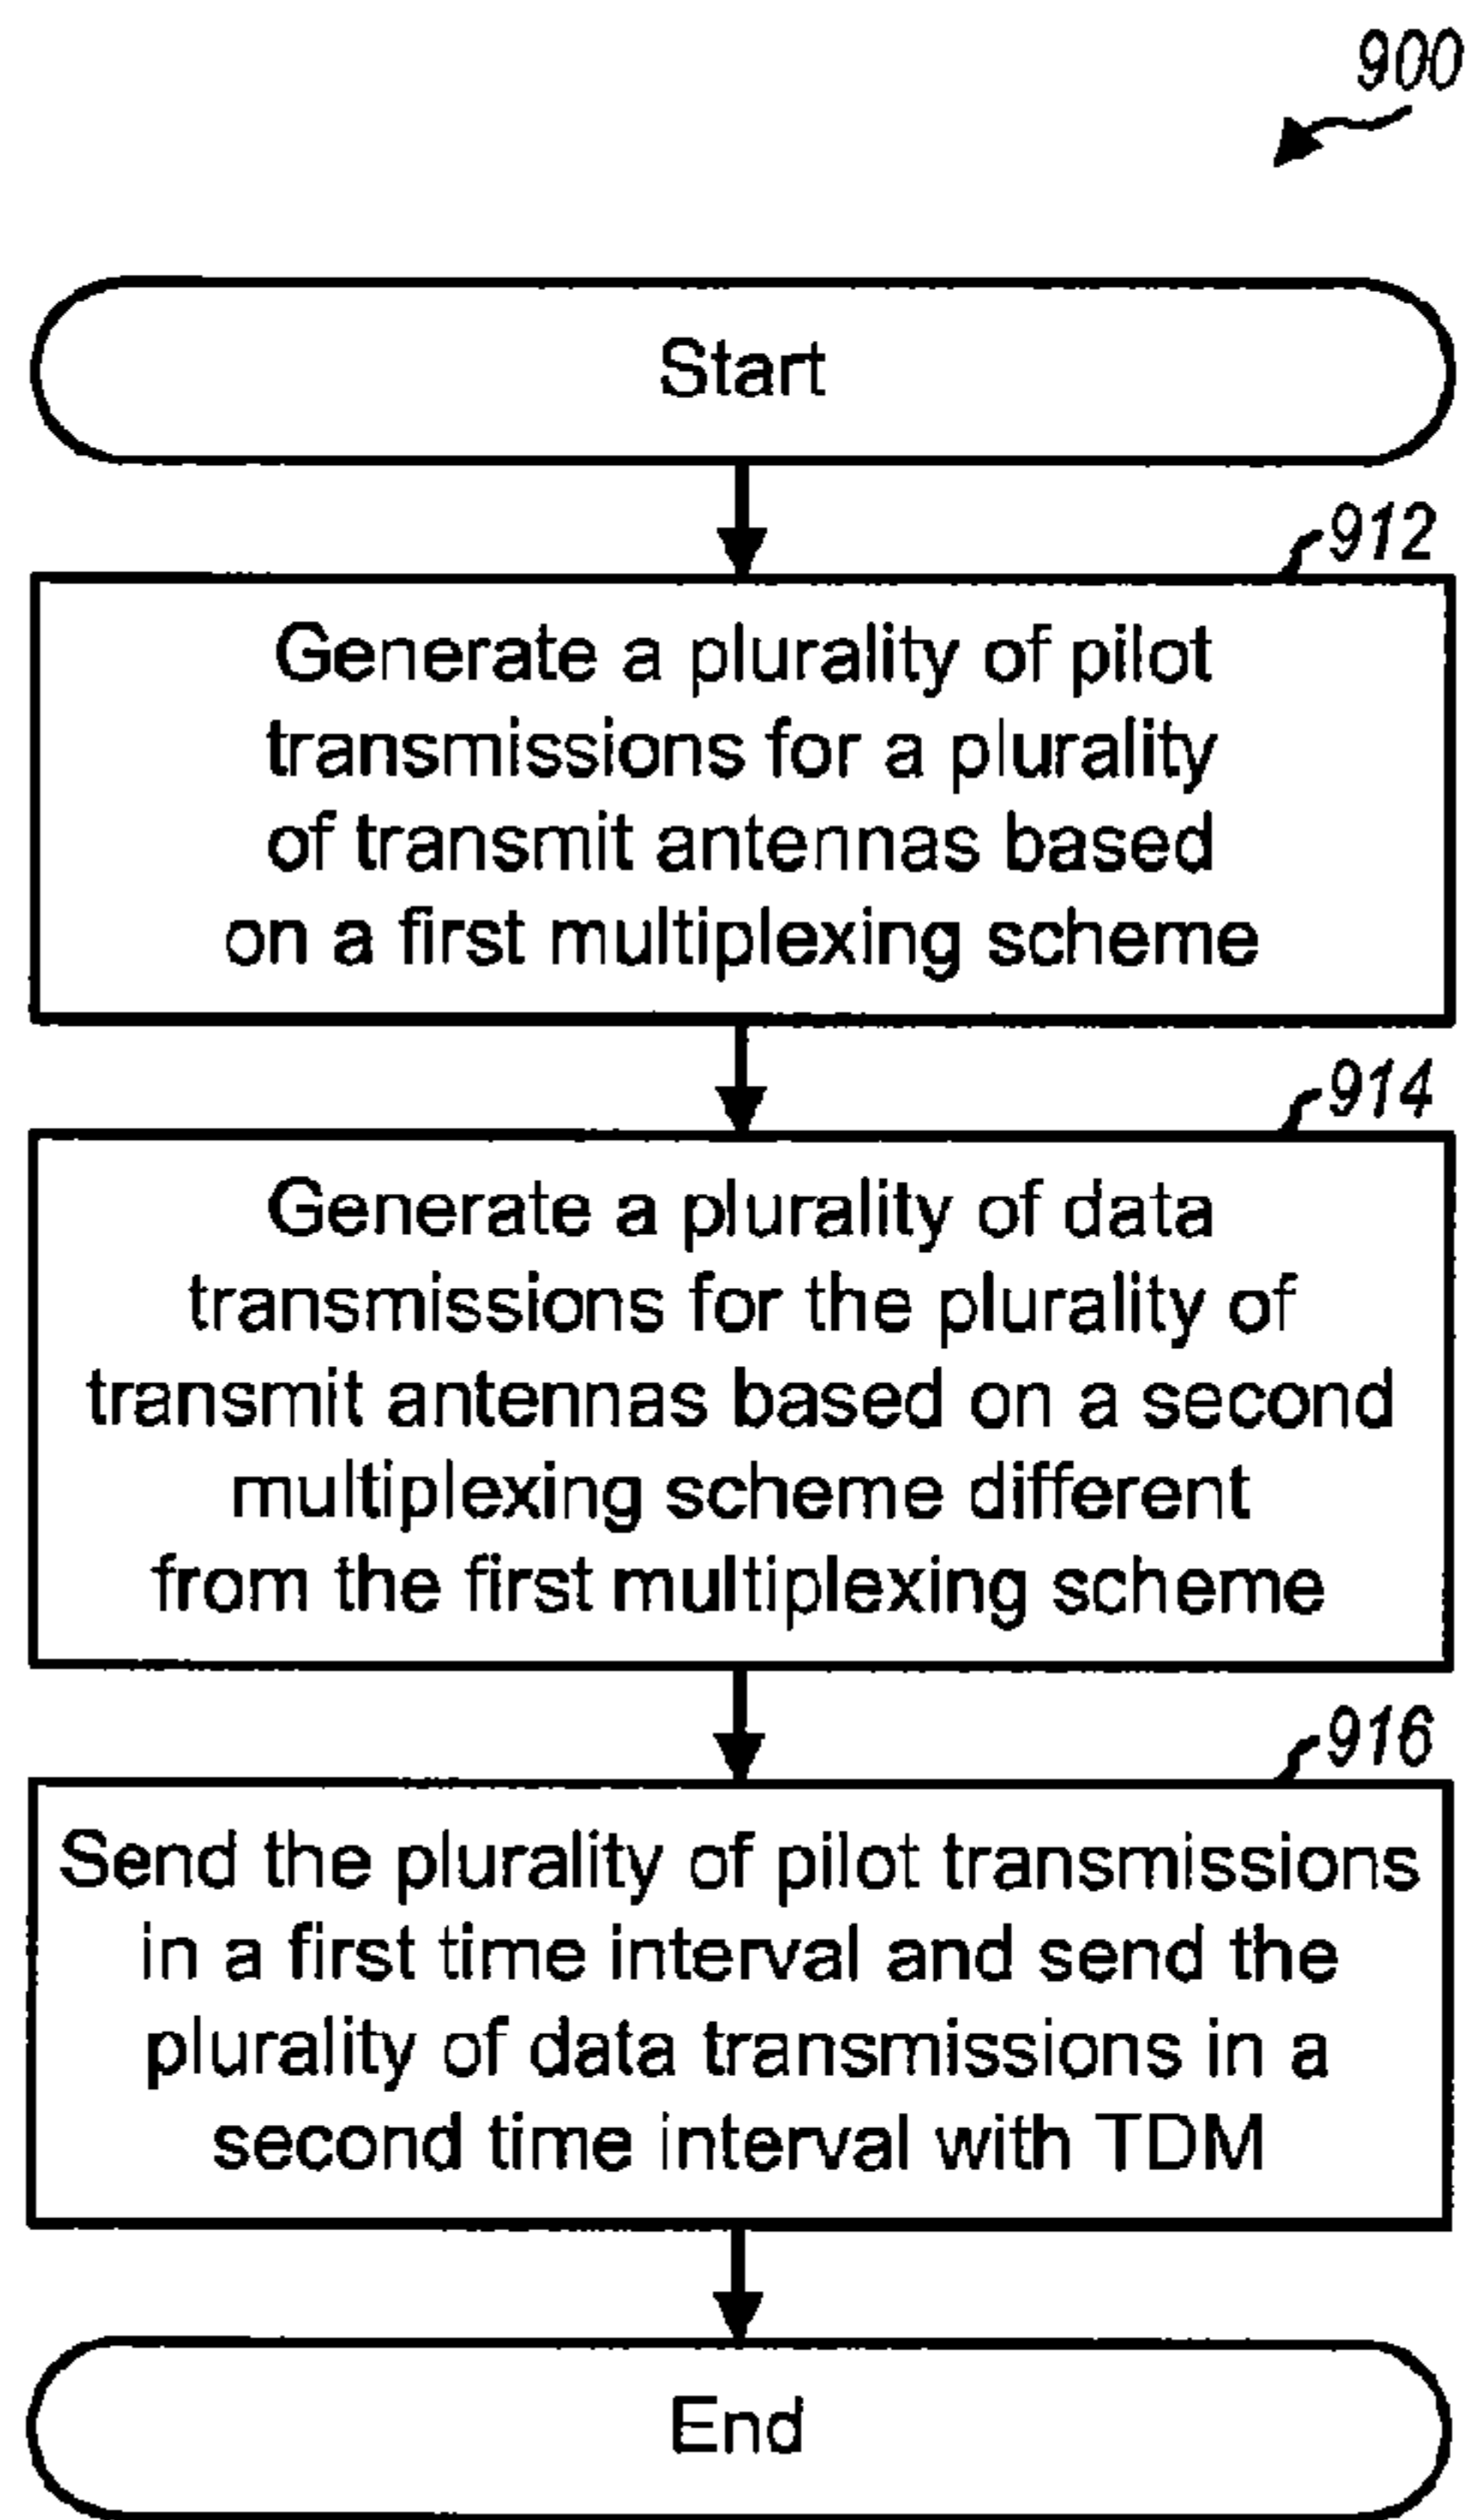 900
Start
912
Generate a plurality of pilot
transmissions for a plurality
of transmit antennas based
on a first multiplexing scheme
914
Generate a plurality of data
transmissions for the plurality of
transmit antennas based on a second
multiplexing scheme different
from the first multiplexing scheme
916
Send the plurality of pilot transmissions
in a first time interval and send the
plurality of data transmissions in a
second time interval with TDM
End